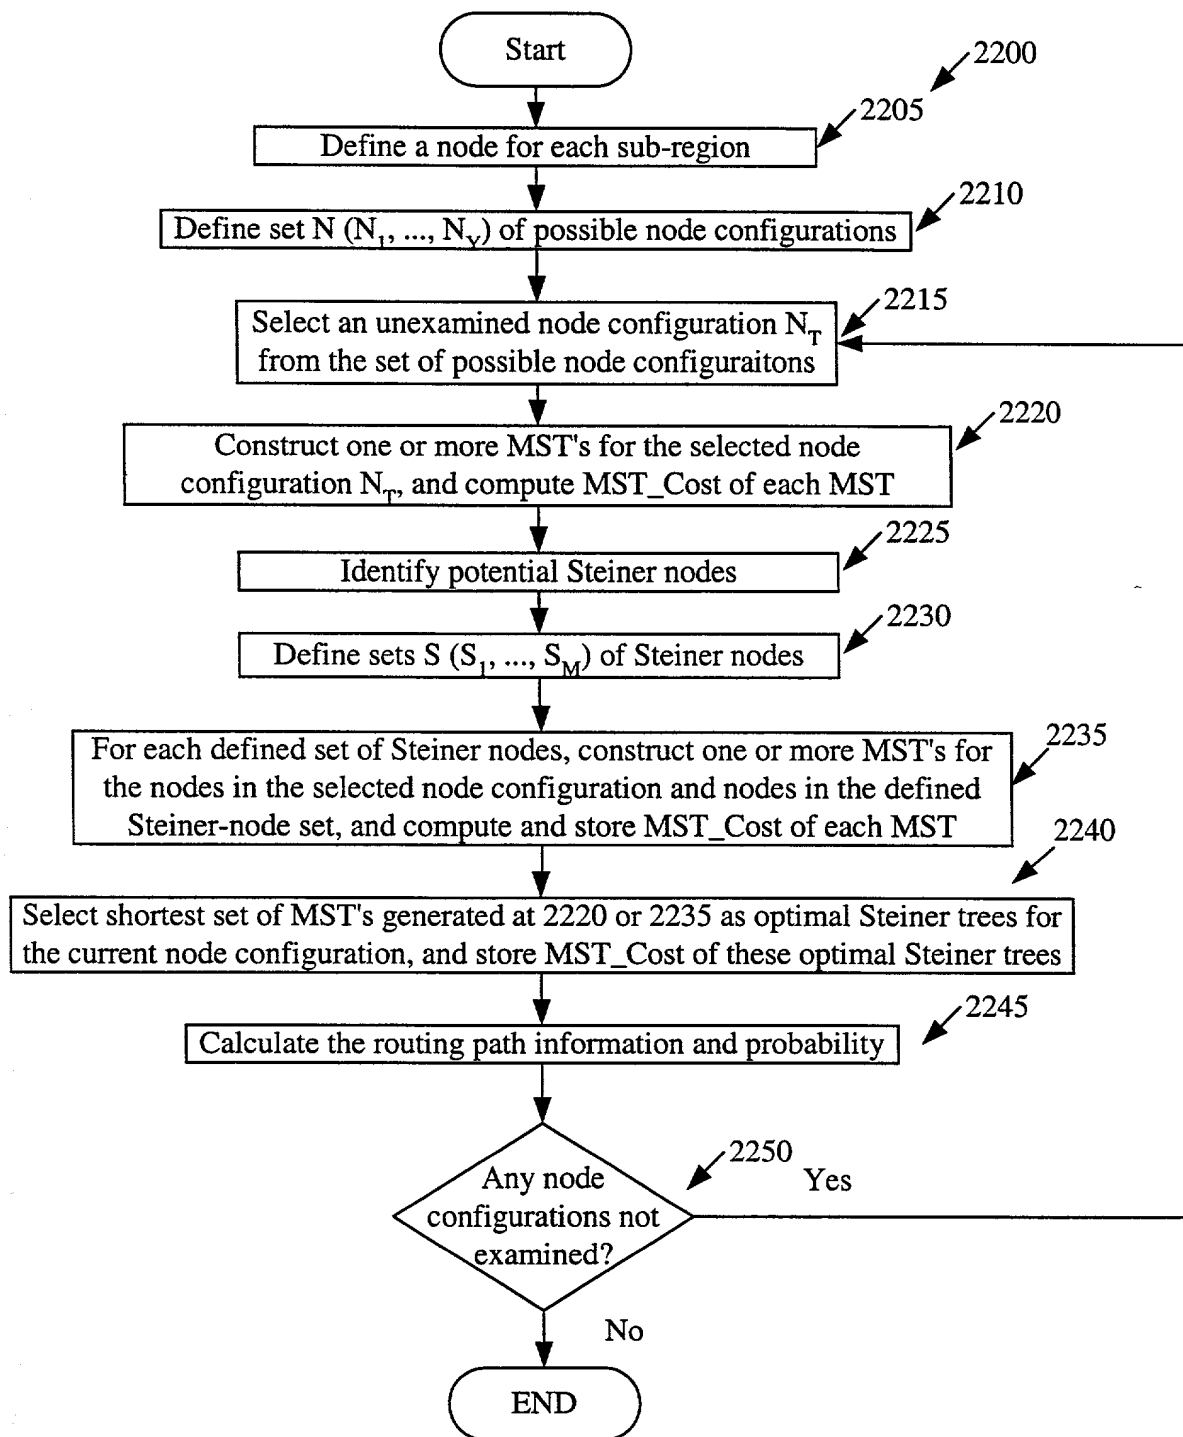 Start
2200
2205
Define a node for each sub-region
2210
Define set N (N1, ..., NY) of possible node configurations
2215
Select an unexamined node configuration NT
from the set of possible node configuraitons
2220
Construct one or more MST's for the selected node
configuration NT, and compute MST_Cost of each MST
2225
Identify potential Steiner nodes
2230
Define sets S (S1, ..., SM) of Steiner nodes
2235
For each defined set of Steiner nodes, construct one or more MST's for
the nodes in the selected node configuration and nodes in the defined
Steiner-node set, and compute and store MST_Cost of each MST
2240
Select shortest set of MST's generated at 2220 or 2235 as optimal Steiner trees for
the current node configuration, and store MST_Cost of these optimal Steiner trees
2245
Calculate the routing path information and probability
2250
Any node
configurations not
examined?
Yes
No
END